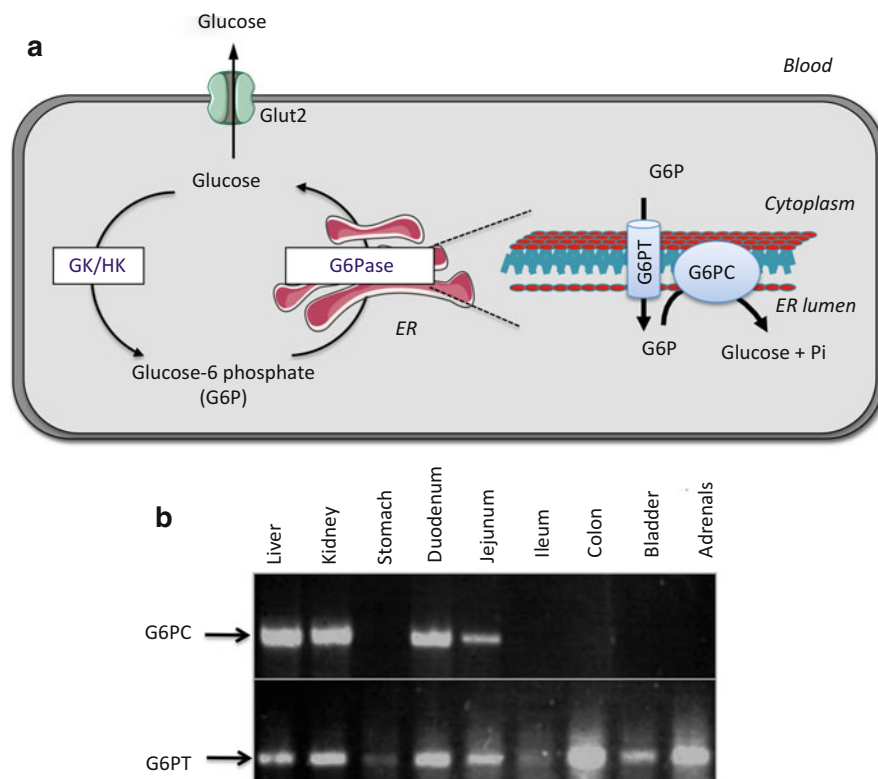 a
Glucose
Blood
Glut2
Glucose
G6P
Cytoplasm
GK/HK
G6Pase
G6PT
G6PC
ER lumen
ER
G6P
Glucose + Pi
Glucose-6 phosphate
(G6P)
b
Liver
Kidney
Stomach
Duodenum
Jejunum
Ileum
Colon
Bladder
Adrenals
G6PC
G6PT